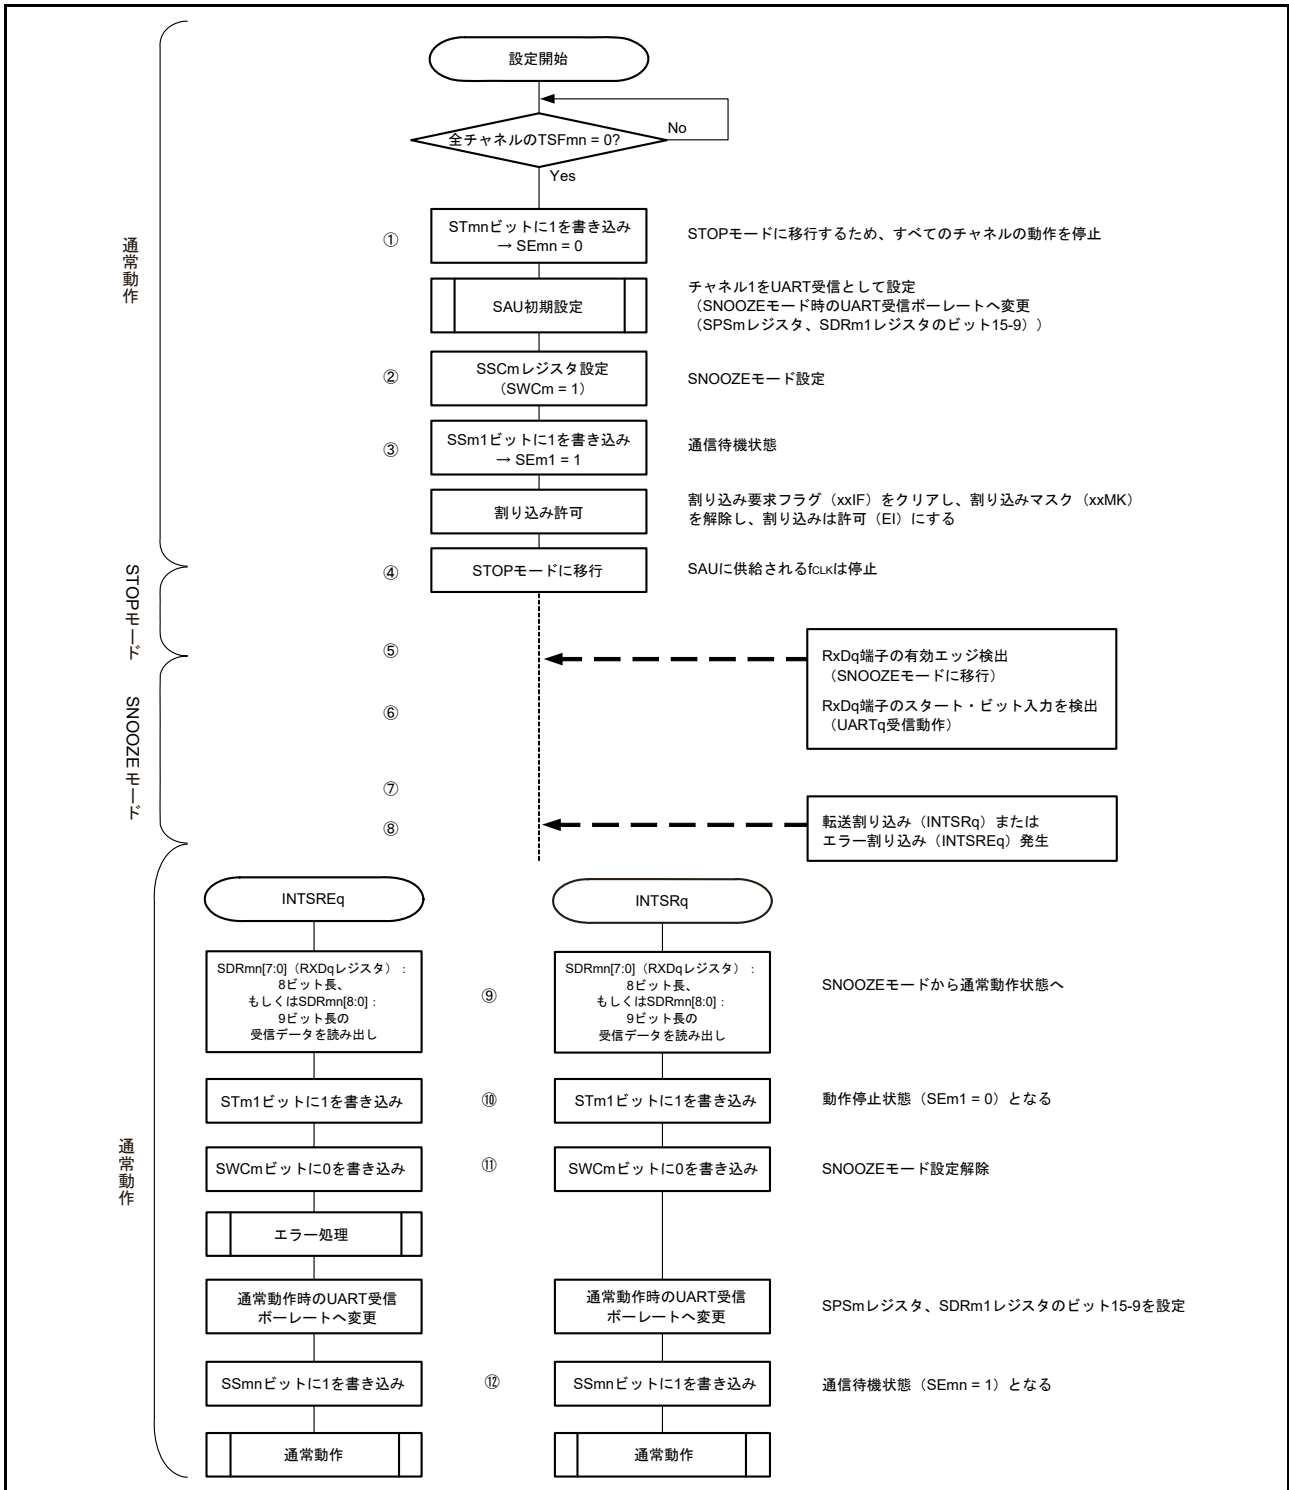 設定開始
全チャネルのTSFmn = 0?
No
Yes
通常動作
①
STmnビットに1を書き込み
→ SEmn = 0
STOPモードに移行するため、すべてのチャネルの動作を停止
SAU初期設定
チャネル1をUART受信として設定
（SNOOZEモード時のUART受信ボーレートへ変更
（SPSmレジスタ、SDRm1レジスタのビット15-9））
②
SSCmレジスタ設定
（SWCm = 1）
SNOOZEモード設定
③
SSm1ビットに1を書き込み
→ SEm1 = 1
通信待機状態
割り込み許可
割り込み要求フラグ（xxIF）をクリアし、割り込みマスク（xxMK）
を解除し、割り込みは許可（EI）にする
STOPモード
④
STOPモードに移行
SAUに供給されるfCLKは停止
⑤
RxDq端子の有効エッジ検出
（SNOOZEモードに移行）
SNOOZEモード
⑥
RxDq端子のスタート・ビット入力を検出
（UARTq受信動作）
⑦
⑧
転送割り込み（INTSRq）または
エラー割り込み（INTSREq）発生
INTSREq
INTSRq
SDRmn[7:0]（RXDqレジスタ）：
8ビット長、
もしくはSDRmn[8:0]：
9ビット長の
受信データを読み出し
⑨
SDRmn[7:0]（RXDqレジスタ）：
8ビット長、
もしくはSDRmn[8:0]：
9ビット長の
受信データを読み出し
SNOOZEモードから通常動作状態へ
STm1ビットに1を書き込み
⑩
STm1ビットに1を書き込み
動作停止状態（SEm1 = 0）となる
通常動作
SWCmビットに0を書き込み
⑪
SWCmビットに0を書き込み
SNOOZEモード設定解除
エラー処理
通常動作時のUART受信
ボーレートへ変更
通常動作時のUART受信
ボーレートへ変更
SPSmレジスタ、SDRm1レジスタのビット15-9を設定
SSmnビットに1を書き込み
⑫
SSmnビットに1を書き込み
通信待機状態（SEmn = 1）となる
通常動作
通常動作